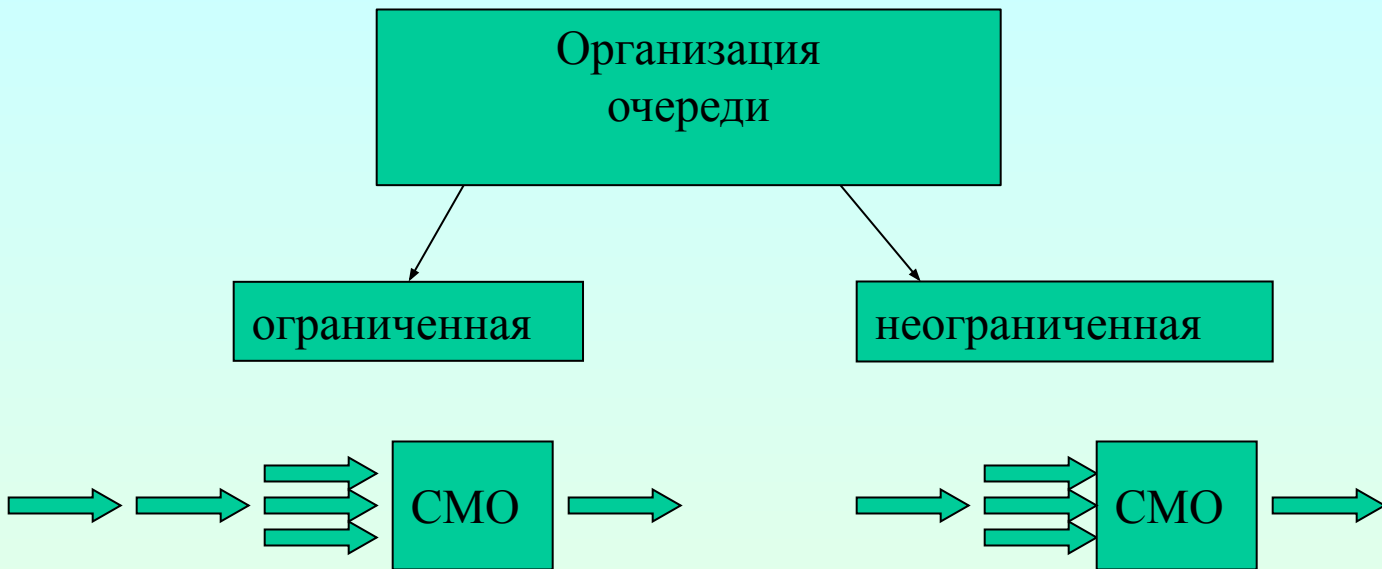 Организация
очереди
ограниченная
неограниченная
СМО
СМО